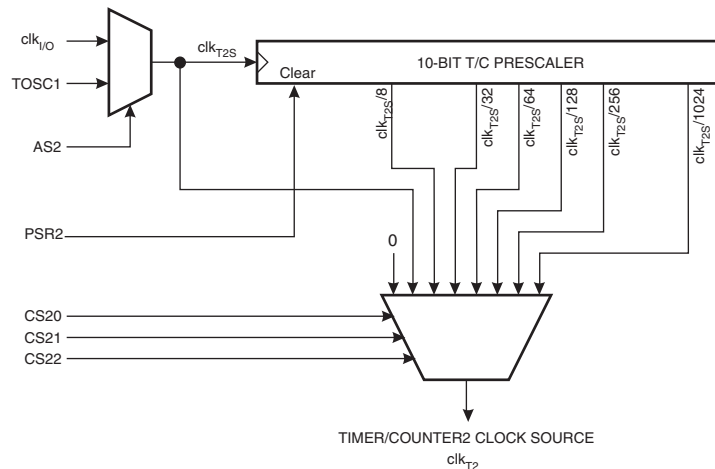 clkI/O
clkT2S
10-BIT T/C PRESCALER
TOSC1
Clear
clkT2S/8
clkT2S/32
clkT2S/64
clkT2S/128
clkT2S/256
clkT2S/1024
AS2
PSR2
0
CS20
CS21
CS22
TIMER/COUNTER2 CLOCK SOURCE
clkT2